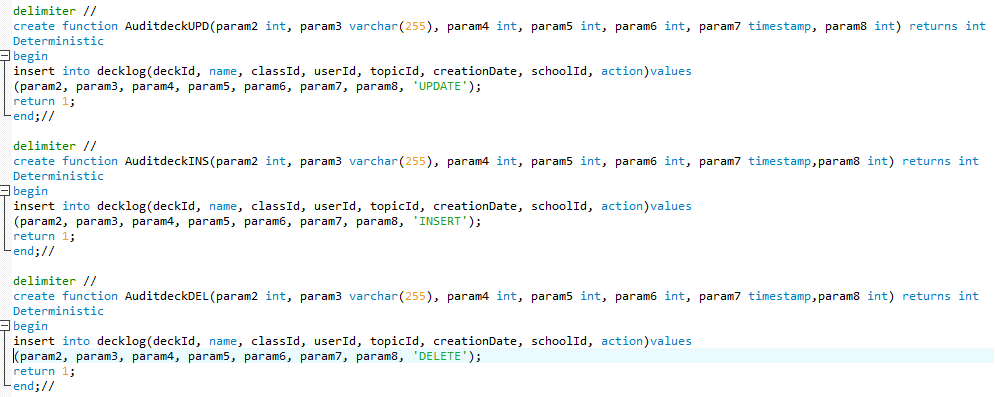 delimiter //
create function AuditdeckUPD(param2 int, param3 varchar(255), param4 int, param5 int, param6 int, param7 timestamp, param8 int) returns int
Deterministic
begin
insert into decklog(deckId, name, classId, userId, topicId, creationDate, schoolId, action)values
(param2, param3, param4, param5, param6, param7, param8, 'UPDATE');
return 1;
end;//
delimiter //
create function AuditdeckINS(param2 int, param3 varchar(255), param4 int, param5 int, param6 int, param7 timestamp,param8 int) returns int
Deterministic
begin
insert into decklog(deckId, name, classId, userId, topicId, creationDate, schoolId, action)values
(param2, param3, param4, param5, param6, param7, param8, 'INSERT');
return 1;
end;//
delimiter //
create function AuditdeckDEL(param2 int, param3 varchar(255), param4 int, param5 int, param6 int, param7 timestamp,param8 int) returns int
Deterministic
begin
insert into decklog(deckId, name, classId, userId, topicId, creationDate, schoolId, action)values
(param2, param3, param4, param5, param6, param7, param8, 'DELETE');
return 1;
end;//